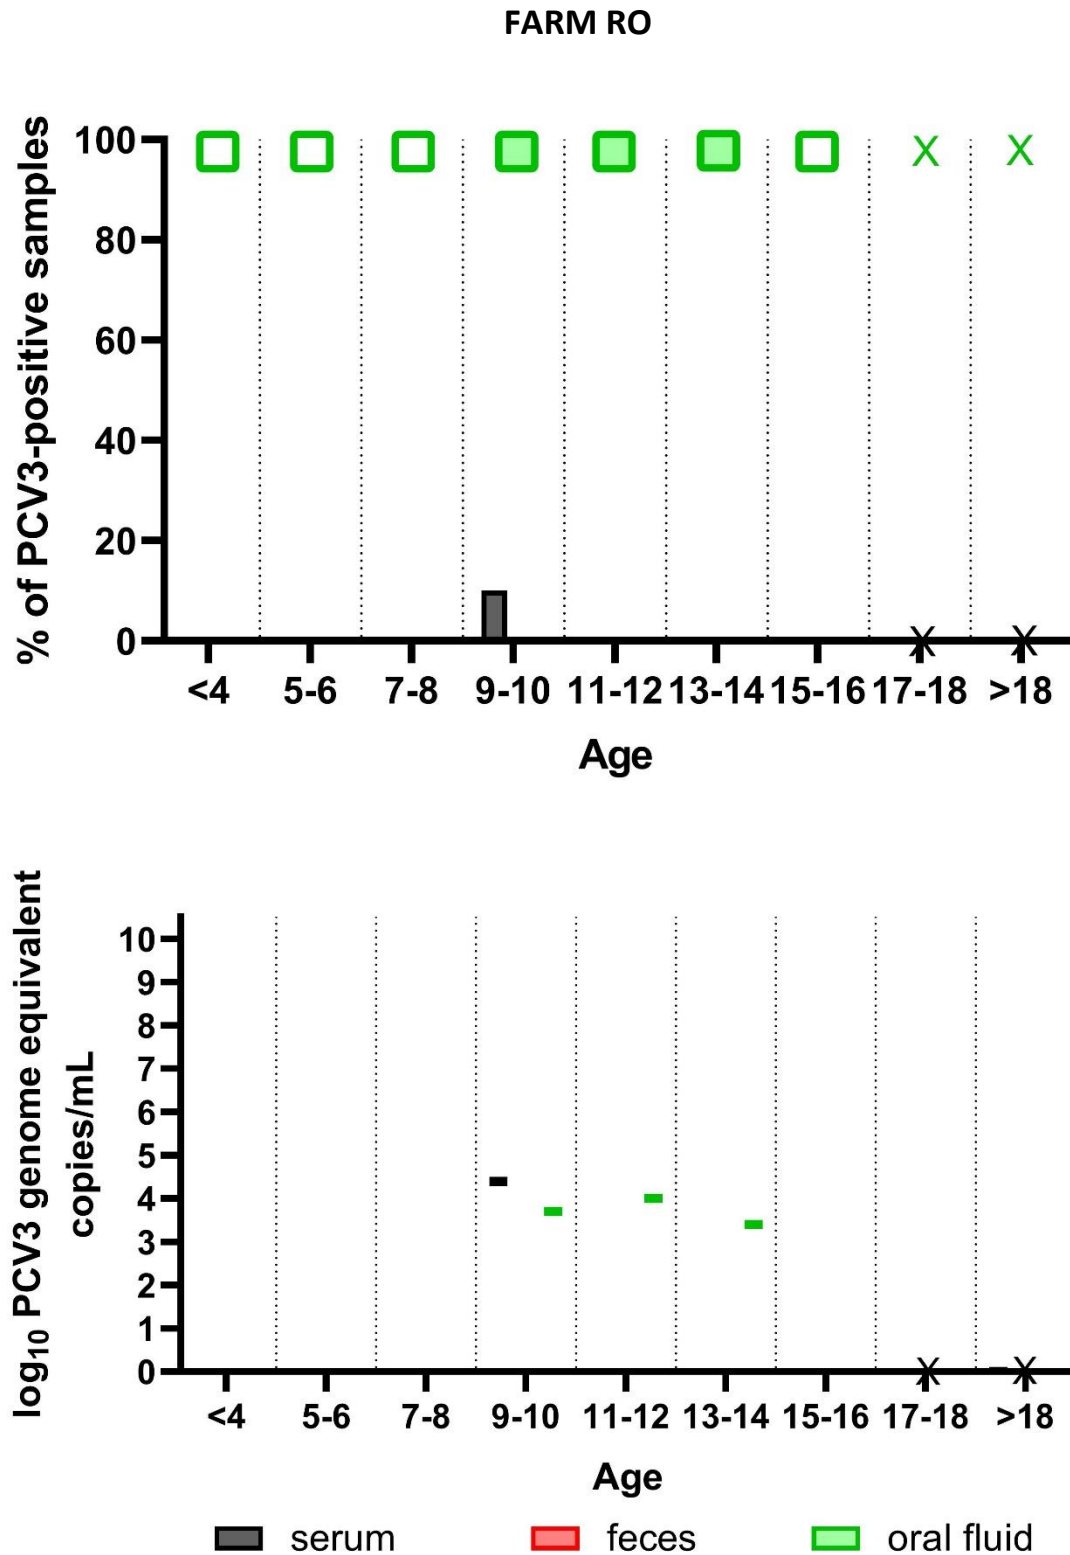 FARM RO
% of PCV3-positive samples
100
80
60
40
20
0
X X
X X
<4 5-6 7-8 9-10 11-12 13-14 15-16 17-18 >18
Age
log10 PCV3 genome equivalent
copies/mL
10
9
8
7
6
5
4
3
2
1
0
X X
<4 5-6 7-8 9-10 11-12 13-14 15-16 17-18 >18
Age
serum feces oral fluid